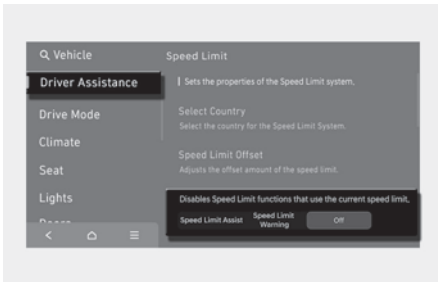 Vehicle
Speed Limit
Driver Assistance
Sets the properties of the Speed Limit system.
Drive Mode
Select Country
Select the country for the Speed Limit System.
Climate
Speed Limit Offset
Adjusts the offset amount of the speed limit.
Seat
Lights
Disables Speed Limit functions that use the current speed limit,
Speed Limit Assist
Speed Limit
Warning
Off